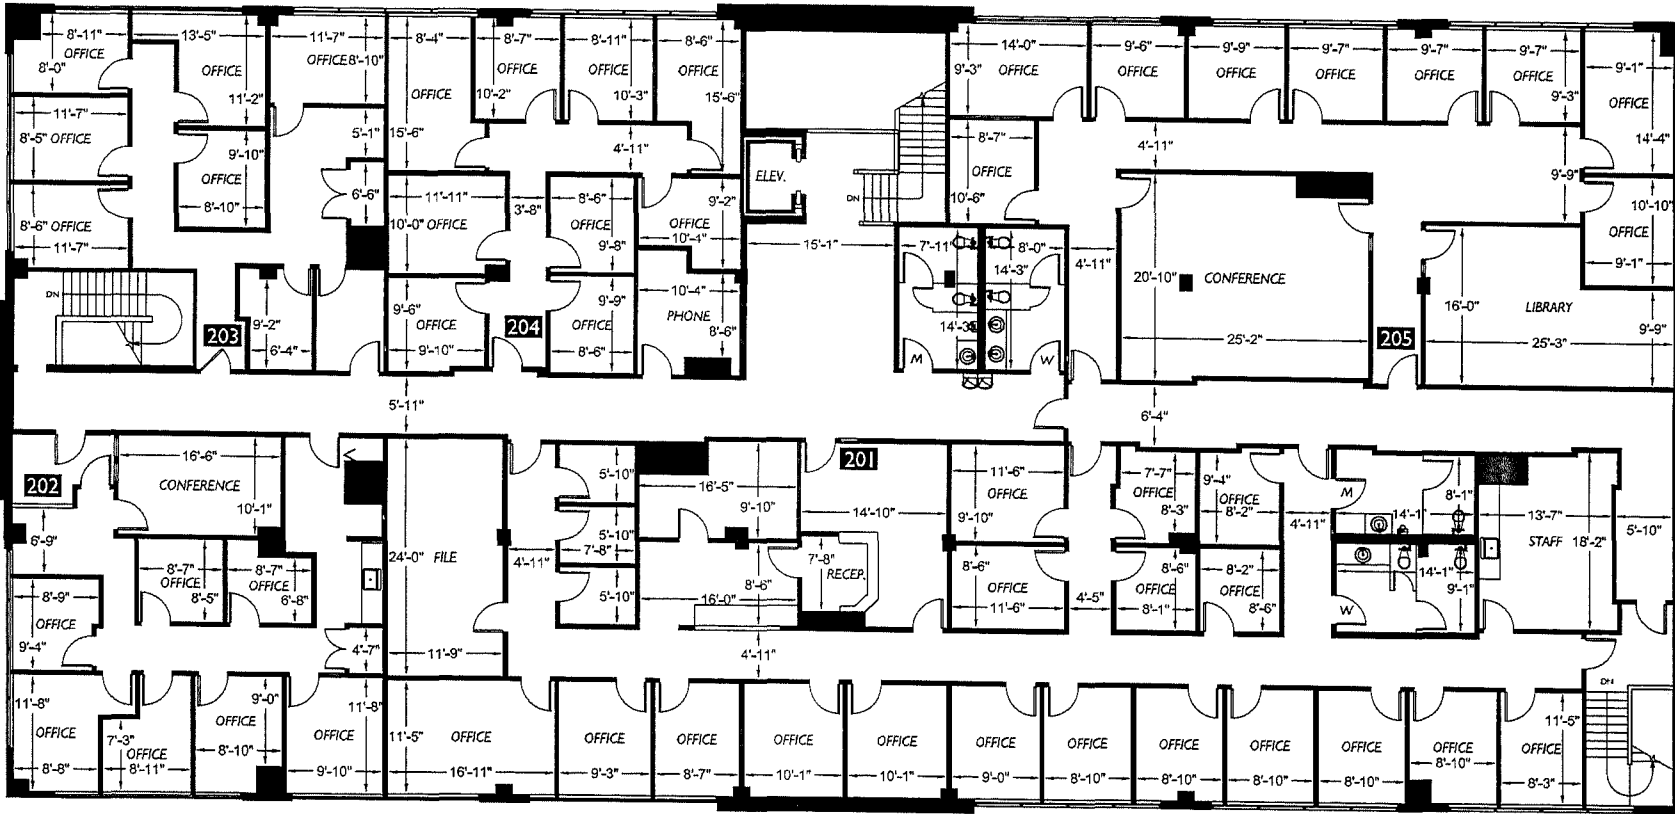 8'-11"
13'-5"
11'-7"
8'-4"
8'-7"
8'-11"
8'-6"
14'-0"
9'-6"
9'-9"
9'-7"
9'-7"
9'-7"
OFFICE
8'-0"
OFFICE
11'-2"
OFFICE
8'-10"
OFFICE
OFFICE
10'-2"
OFFICE
10'-3"
OFFICE
15'-6"
9'-3"
OFFICE
OFFICE
OFFICE
OFFICE
OFFICE
OFFICE
9'-3"
9'-1"
OFFICE
14'-4"
11'-7"
8'-5"
OFFICE
9'-10"
OFFICE
8'-10"
5'-1"
6'-6"
15'-6"
4'-11"
ELEV.
DN
8'-7"
OFFICE
10'-6"
4'-11"
9'-9"
8'-6"
OFFICE
11'-7"
11'-11"
10'-0"
OFFICE
3'-8"
8'-6"
OFFICE
9'-8"
9'-2"
OFFICE
10'-4"
15'-1"
7'-11"
8'-0"
14'-3"
4'-11"
20'-10"
CONFERENCE
25'-2"
10'-10"
OFFICE
9'-1"
DN
203
9'-2"
6'-4"
9'-6"
OFFICE
9'-10"
204
9'-9"
OFFICE
8'-6"
10'-4"
PHONE
8'-6"
14'-3"
M
W
205
16'-0"
LIBRARY
25'-3"
9'-9"
5'-11"
6'-4"
202
16'-6"
CONFERENCE
10'-1"
6'-9"
24'-0"
FILE
11'-9"
5'-10"
5'-10"
7'-8"
5'-10"
4'-11"
16'-5"
9'-10"
201
14'-10"
11'-6"
OFFICE
9'-10"
7'-7"
OFFICE
8'-3"
9'-4"
OFFICE
8'-2"
4'-11"
M
14'-1"
8'-1"
13'-7"
STAFF
18'-2"
5'-10"
8'-7"
OFFICE
8'-5"
8'-7"
OFFICE
6'-8"
16'-0"
8'-6"
7'-8"
RECEP.
8'-6"
OFFICE
11'-6"
4'-5"
8'-6"
OFFICE
8'-1"
8'-2"
OFFICE
8'-6"
14'-1"
W
9'-1"
8'-9"
OFFICE
9'-4"
4'-7"
4'-11"
DN
11'-8"
OFFICE
8'-8"
7'-3"
OFFICE
8'-11"
9'-0"
OFFICE
8'-10"
11'-8"
OFFICE
9'-10"
11'-5"
OFFICE
16'-11"
OFFICE
9'-3"
OFFICE
8'-7"
OFFICE
10'-1"
OFFICE
10'-1"
OFFICE
9'-0"
OFFICE
8'-10"
OFFICE
8'-10"
OFFICE
8'-10"
OFFICE
8'-10"
OFFICE
8'-10"
11'-5"
OFFICE
8'-3"